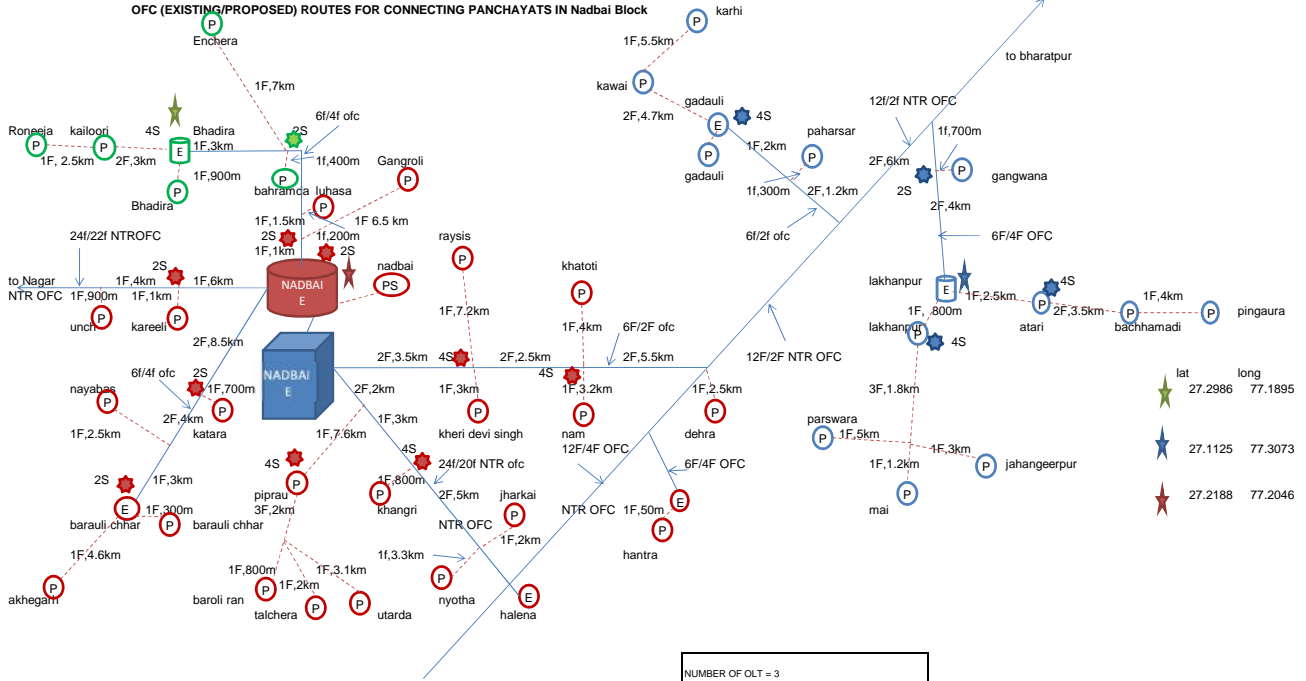 OFC (EXISTING/PROPOSED) ROUTES FOR CONNECTING PANCHAYATS IN Nadbai Block
P
Enchera
1F,7km
6f/4f ofc
Roneeja
kailoori
4S
Bhadira
1F,3km
2S
P
P
E
1F, 2.5km
2F,3km
1f,400m
Gangroli
P
1F,900m
P
bahramda
luhasa
P
P
Bhadira
1F,1.5km
1F 6.5 km
24f/22f NTROFC
2S
1F,1km
1f,200m
2S
2S
to Nagar
1F,4km
1F,6km
NADBAI
E
nadbai
PS
NTR OFC
1F,900m
1F,1km
unch
P
kareeli
P
2F,8.5km
raysis
P
khatoti
P
1F,7.2km
1F,4km
6F/2F ofc
NADBAI
E
2F,3.5km
4S
2F,2.5km
2F,5.5km
4S
6f/4f ofc
2S
nayabas
P
1F,700m
P
katara
2F,4km
1F,2.5km
2F,2km
1F,3km
1F,3km
P
kheri devi singh
1F,3.2km
P
nam
1F,2.5km
P
dehra
1F,7.6km
4S
4S
24f/20f NTR ofc
12F/4F OFC
6F/4F OFC
2S
1F,3km
E
1F,300m
P
barauli chhar
barauli chhar
P
piprau
3F,2km
1F,800m
P
khangri
2F,5km
jharkai
P
NTR OFC
NTR OFC
1F,50m
E
P
hantra
1F,4.6km
P
akhegarh
1F,800m
P
baroli ran
1F,2km
P
talchera
1F,3.1km
P
utarda
1f,3.3km
1F,2km
P
nyotha
E
halena
karhi
P
1F,5.5km
to bharatpur
kawai
P
gadauli
2F,4.7km
E
4S
12f/2f NTR OFC
paharsar
P
1F,2km
1f,700m
P
gadauli
1f,300m
2F,1.2km
2F,6km
2S
P
gangwana
6f/2f ofc
2F,4km
6F/4F OFC
12F/2F NTR OFC
lakhanpur
E
1F,2.5km
4S
1F, 800m
P
atari
2F,3.5km
P
bachhamadi
1F,4km
P
pingaura
lakhanpur
P
4S
3F,1.8km
parswara
P
1F,5km
1F,3km
P
jahangeerpur
1F,1.2km
P
mai
lat long
27.2986 77.1895
27.1125 77.3073
27.2188 77.2046
NUMBER OF OLT = 3